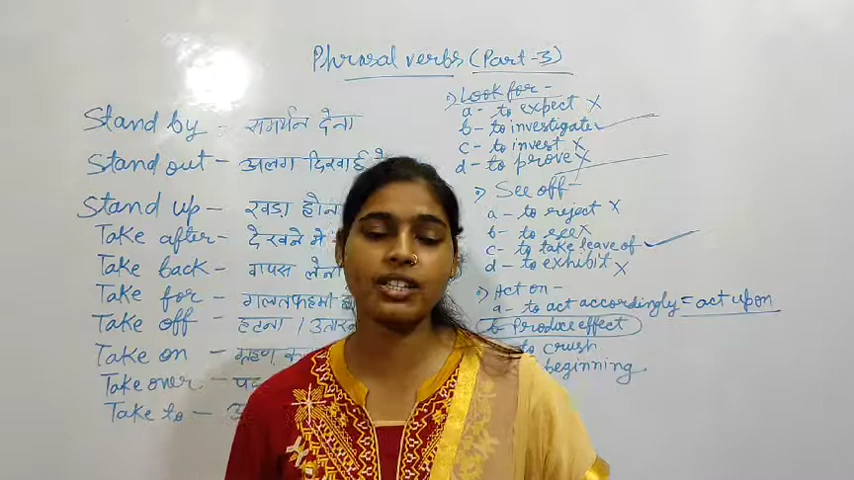 Phrasal verbs (Part-3)
Stand by - समर्थन देना
Stand out - अलग दिखाई
Stand up - खडा होना
Take after - देखने मे
Take back - वापस लेना
Take for - गलतफहमी
Take off - हटना / उतारना
Take on - ग्रहण
Take over -
Take to -
Look for -
a - to expect ×
b - to investigate ✓
c - to invest ×
d - to prove ×
See off -
a - to reject ×
b - to seek ×
c - to take leave of ✓
d - to exhibit ×
Act on -
a - to act accordingly = act upon
b - Produce effect
to crush
beginning